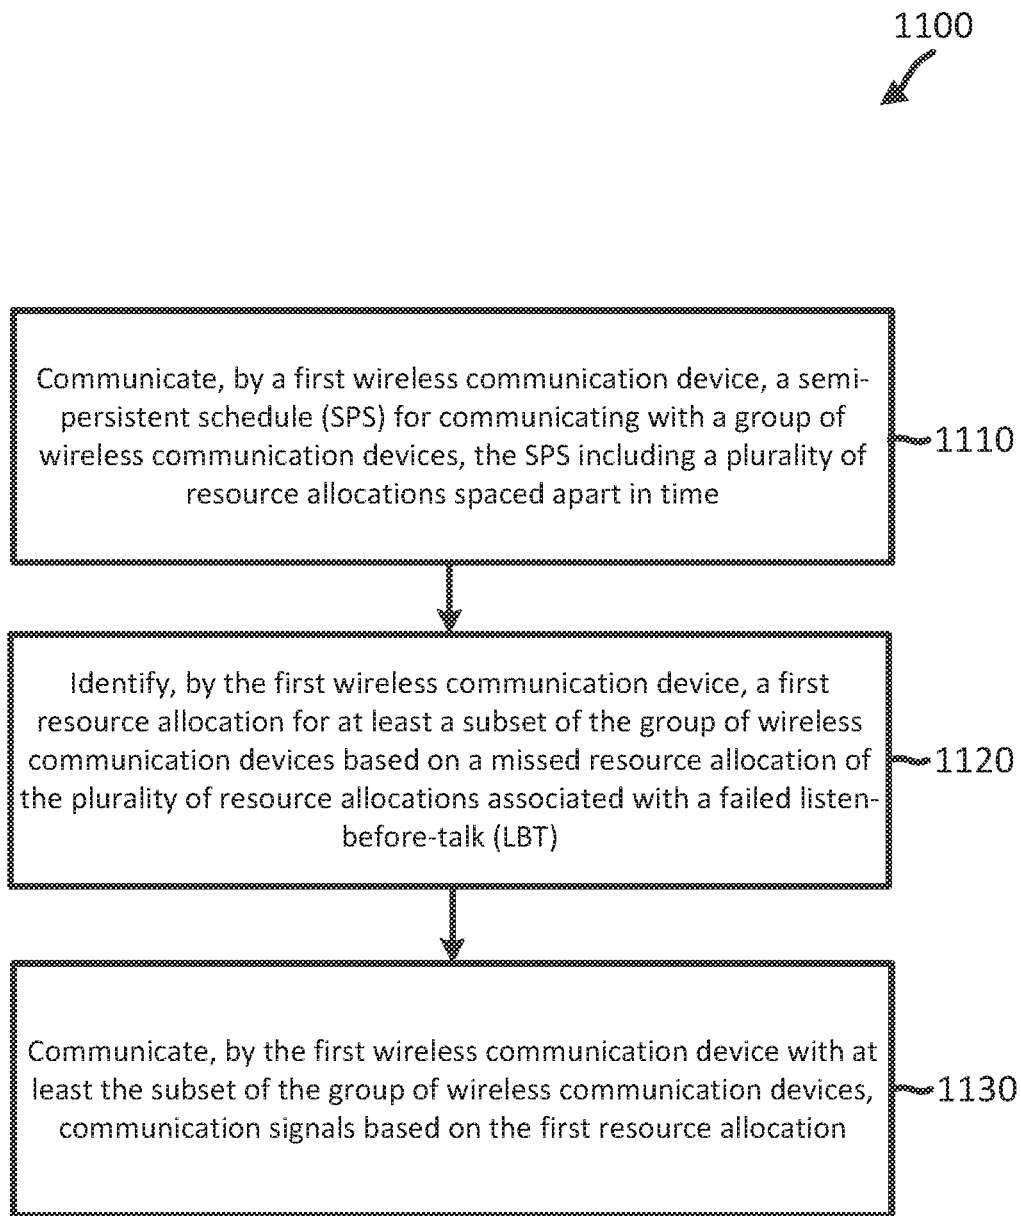 1100
Communicate, by a first wireless communication device, a semi-
persistent schedule (SPS) for communicating with a group of
wireless communication devices, the SPS including a plurality of
resource allocations spaced apart in time
1110
Identify, by the first wireless communication device, a first
resource allocation for at least a subset of the group of wireless
communication devices based on a missed resource allocation of
the plurality of resource allocations associated with a failed listen-
before-talk (LBT)
1120
Communicate, by the first wireless communication device with at
least the subset of the group of wireless communication devices,
communication signals based on the first resource allocation
1130